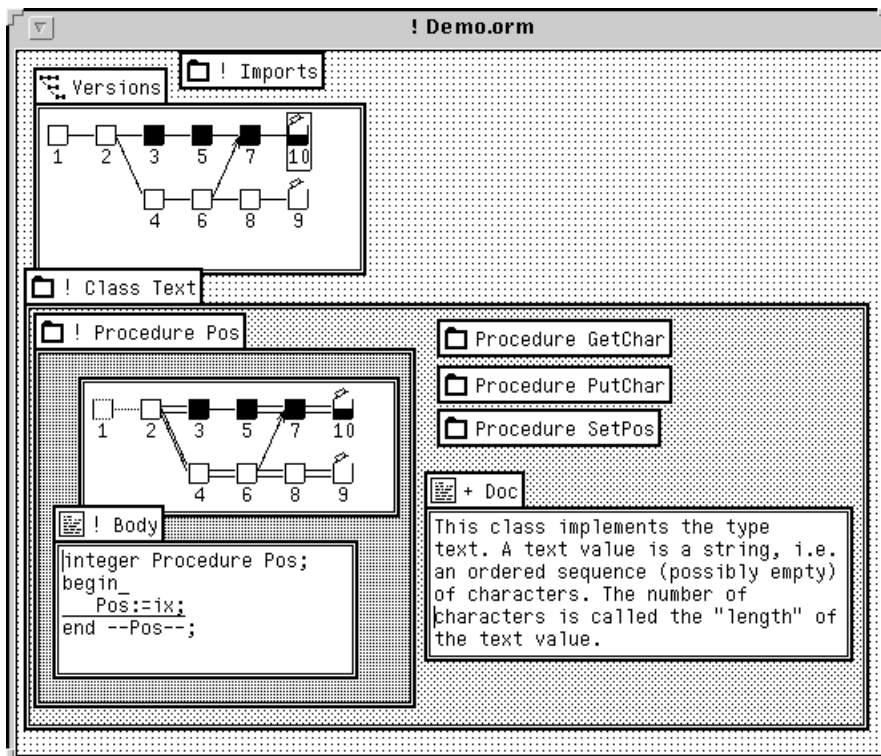 ! Demo.orm
! Imports
Versions
1 2 3 5 7 10
4 6 8 9
! Class Text
! Procedure Pos
1 2 3 5 7 10
4 6 8 9
! Body
integer Procedure Pos;
begin_
Pos:=ix;
end --Pos--;
Procedure GetChar
Procedure PutChar
Procedure SetPos
+ Doc
This class implements the type
text. A text value is a string, i.e.
an ordered sequence (possibly empty)
of characters. The number of
characters is called the "length" of
the text value.